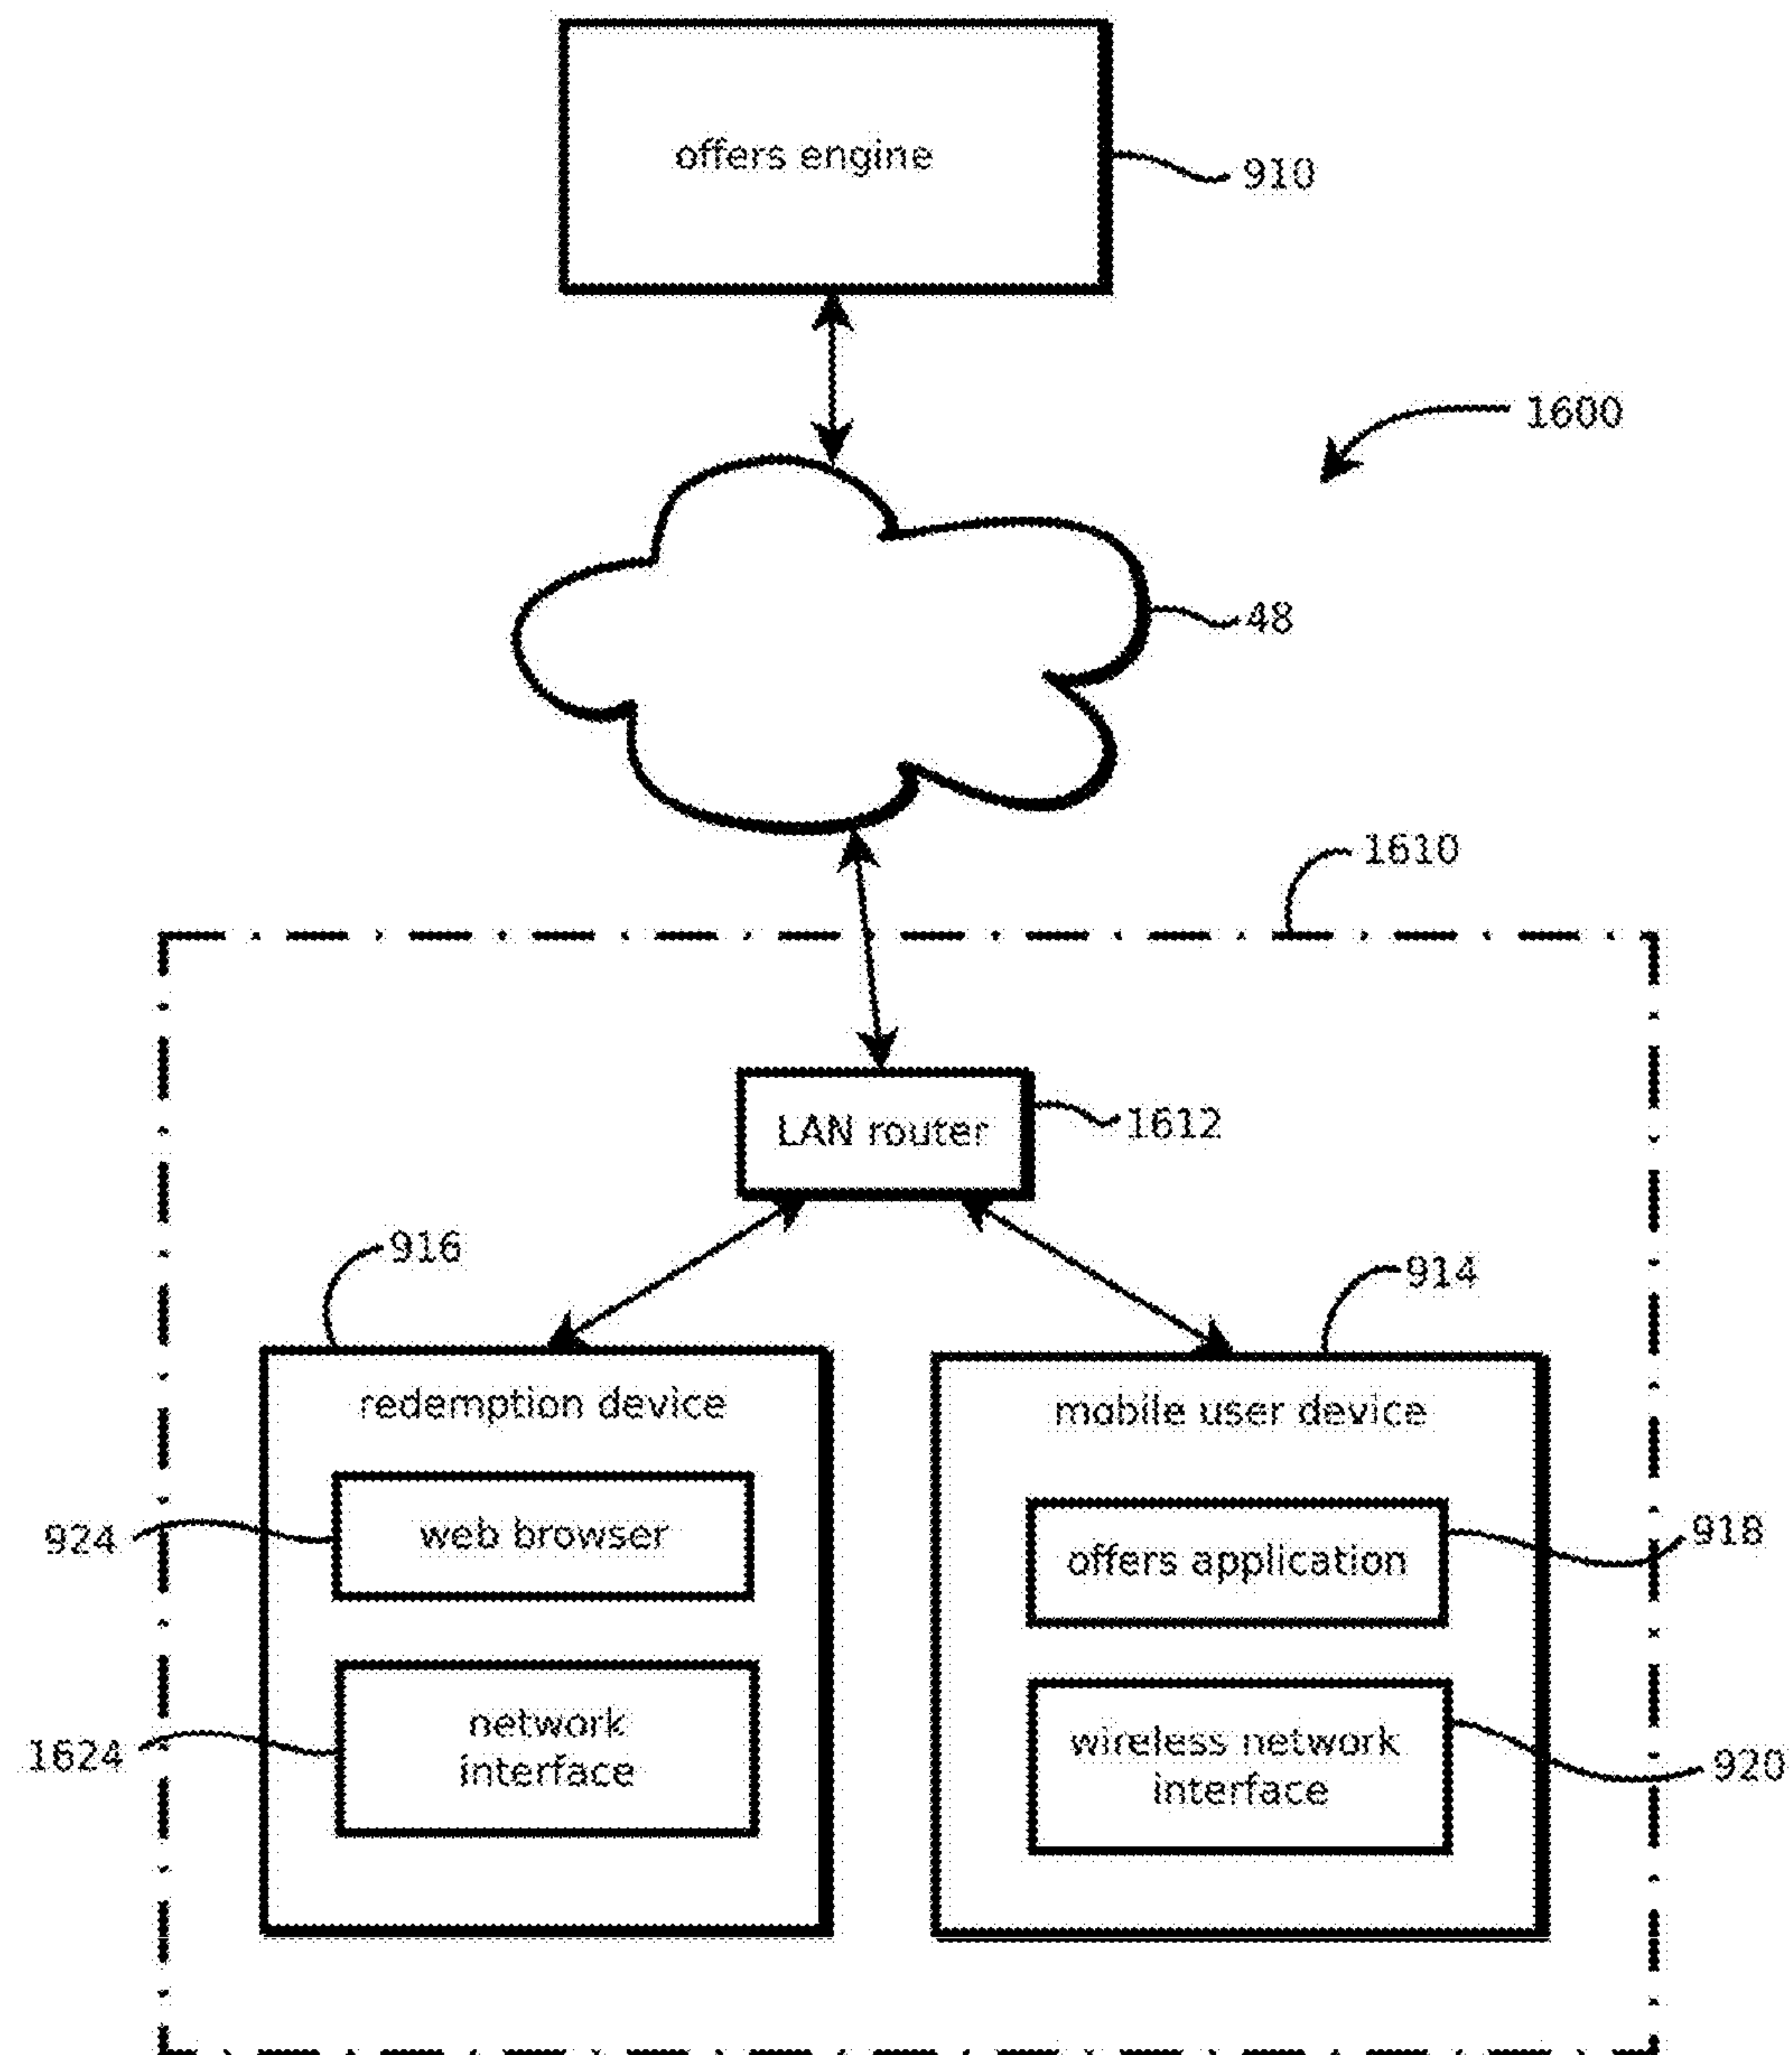 offers engine
910
1600
48
1610
LAN router
1612
916
914
redemption device
mobile user device
924
web browser
918
offers application
1624
network
interface
wireless network
interface
920